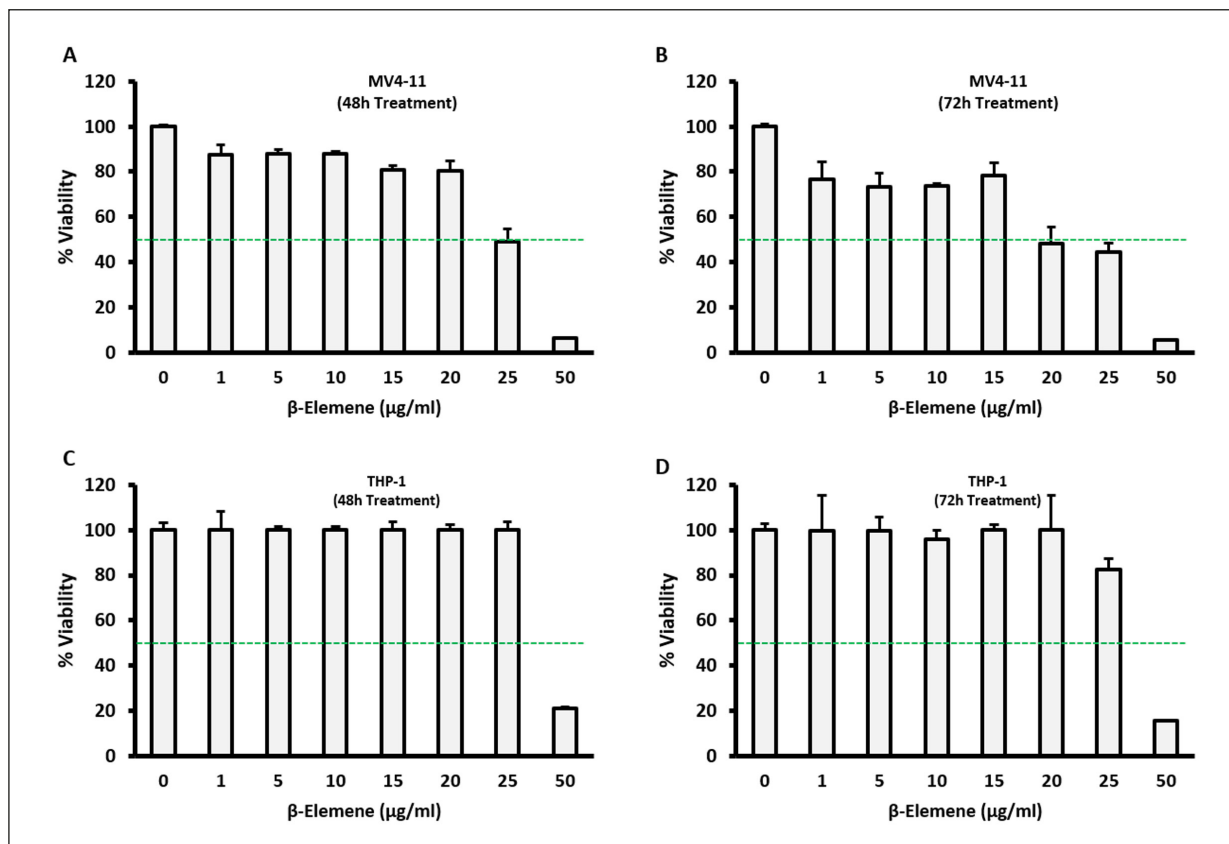 A
MV4-11
(48h Treatment)
% Viability
120
100
80
60
40
20
0
0 1 5 10 15 20 25 50
β-Elemene (µg/ml)
B
MV4-11
(72h Treatment)
% Viability
120
100
80
60
40
20
0
0 1 5 10 15 20 25 50
β-Elemene (µg/ml)
C
THP-1
(48h Treatment)
% Viability
120
100
80
60
40
20
0
0 1 5 10 15 20 25 50
β-Elemene (µg/ml)
D
THP-1
(72h Treatment)
% Viability
120
100
80
60
40
20
0
0 1 5 10 15 20 25 50
β-Elemene (µg/ml)